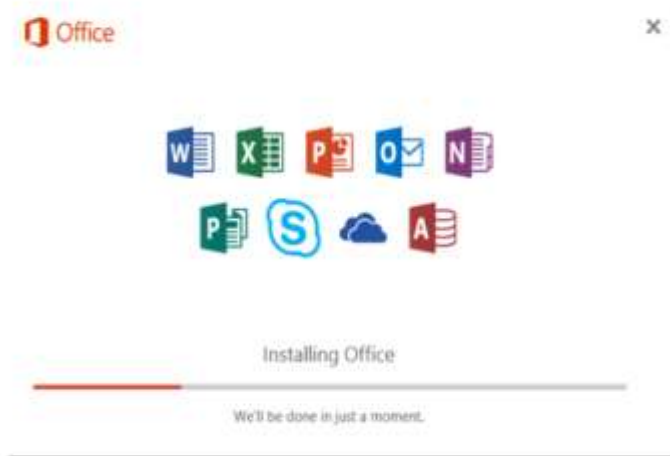 Office
W X P O N
P S A
Installing Office
We'll be done in just a moment.